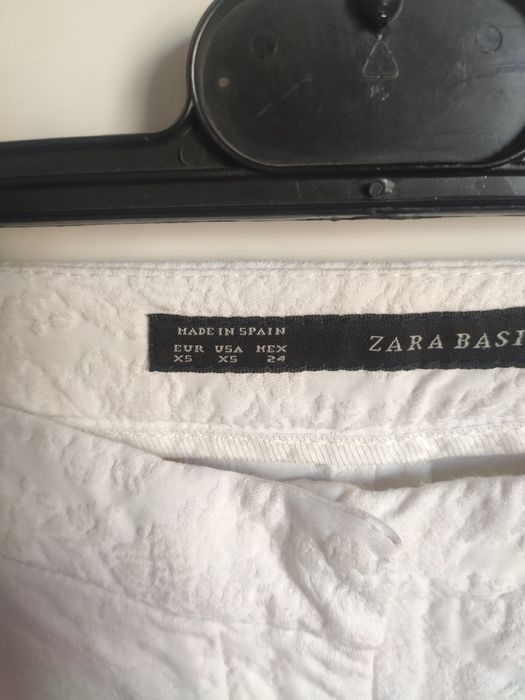 MADE IN SPAIN
EUR USA MEX
XS XS 24
ZARA BASI